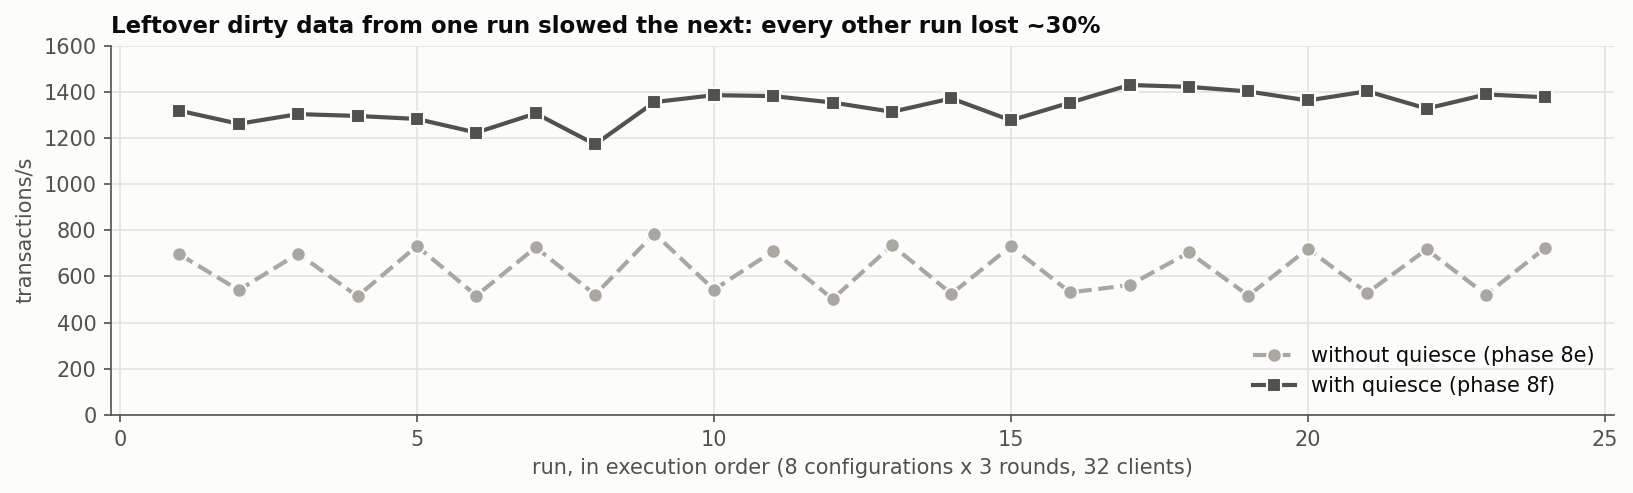 Leftover dirty data from one run slowed the next: every other run lost ~30%
1600
1400
1200
1000
800
600
400
200
0
transactions/s
without quiesce (phase 8e)
with quiesce (phase 8f)
0 5 10 15 20 25
run, in execution order (8 configurations x 3 rounds, 32 clients)